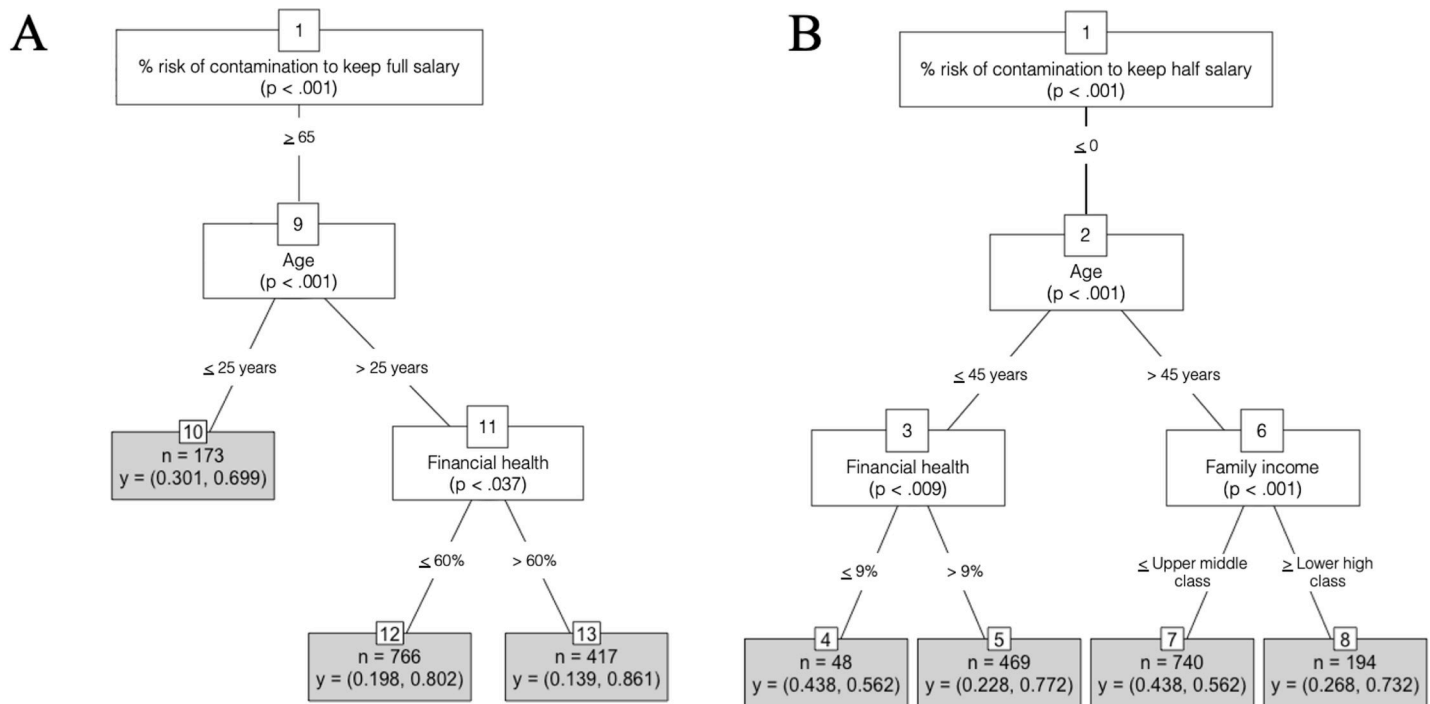 A
1
% risk of contamination to keep full salary
(p < .001)
≥ 65
9
Age
(p < .001)
≤ 25 years
> 25 years
10
n = 173
y = (0.301, 0.699)
11
Financial health
(p < .037)
≤ 60%
> 60%
12
n = 766
y = (0.198, 0.802)
13
n = 417
y = (0.139, 0.861)
B
1
% risk of contamination to keep half salary
(p < .001)
≤ 0
2
Age
(p < .001)
≤ 45 years
> 45 years
3
Financial health
(p < .009)
6
Family income
(p < .001)
≤ 9%
> 9%
≤ Upper middle
class
≥ Lower high
class
4
n = 48
y = (0.438, 0.562)
5
n = 469
y = (0.228, 0.772)
7
n = 740
y = (0.438, 0.562)
8
n = 194
y = (0.268, 0.732)